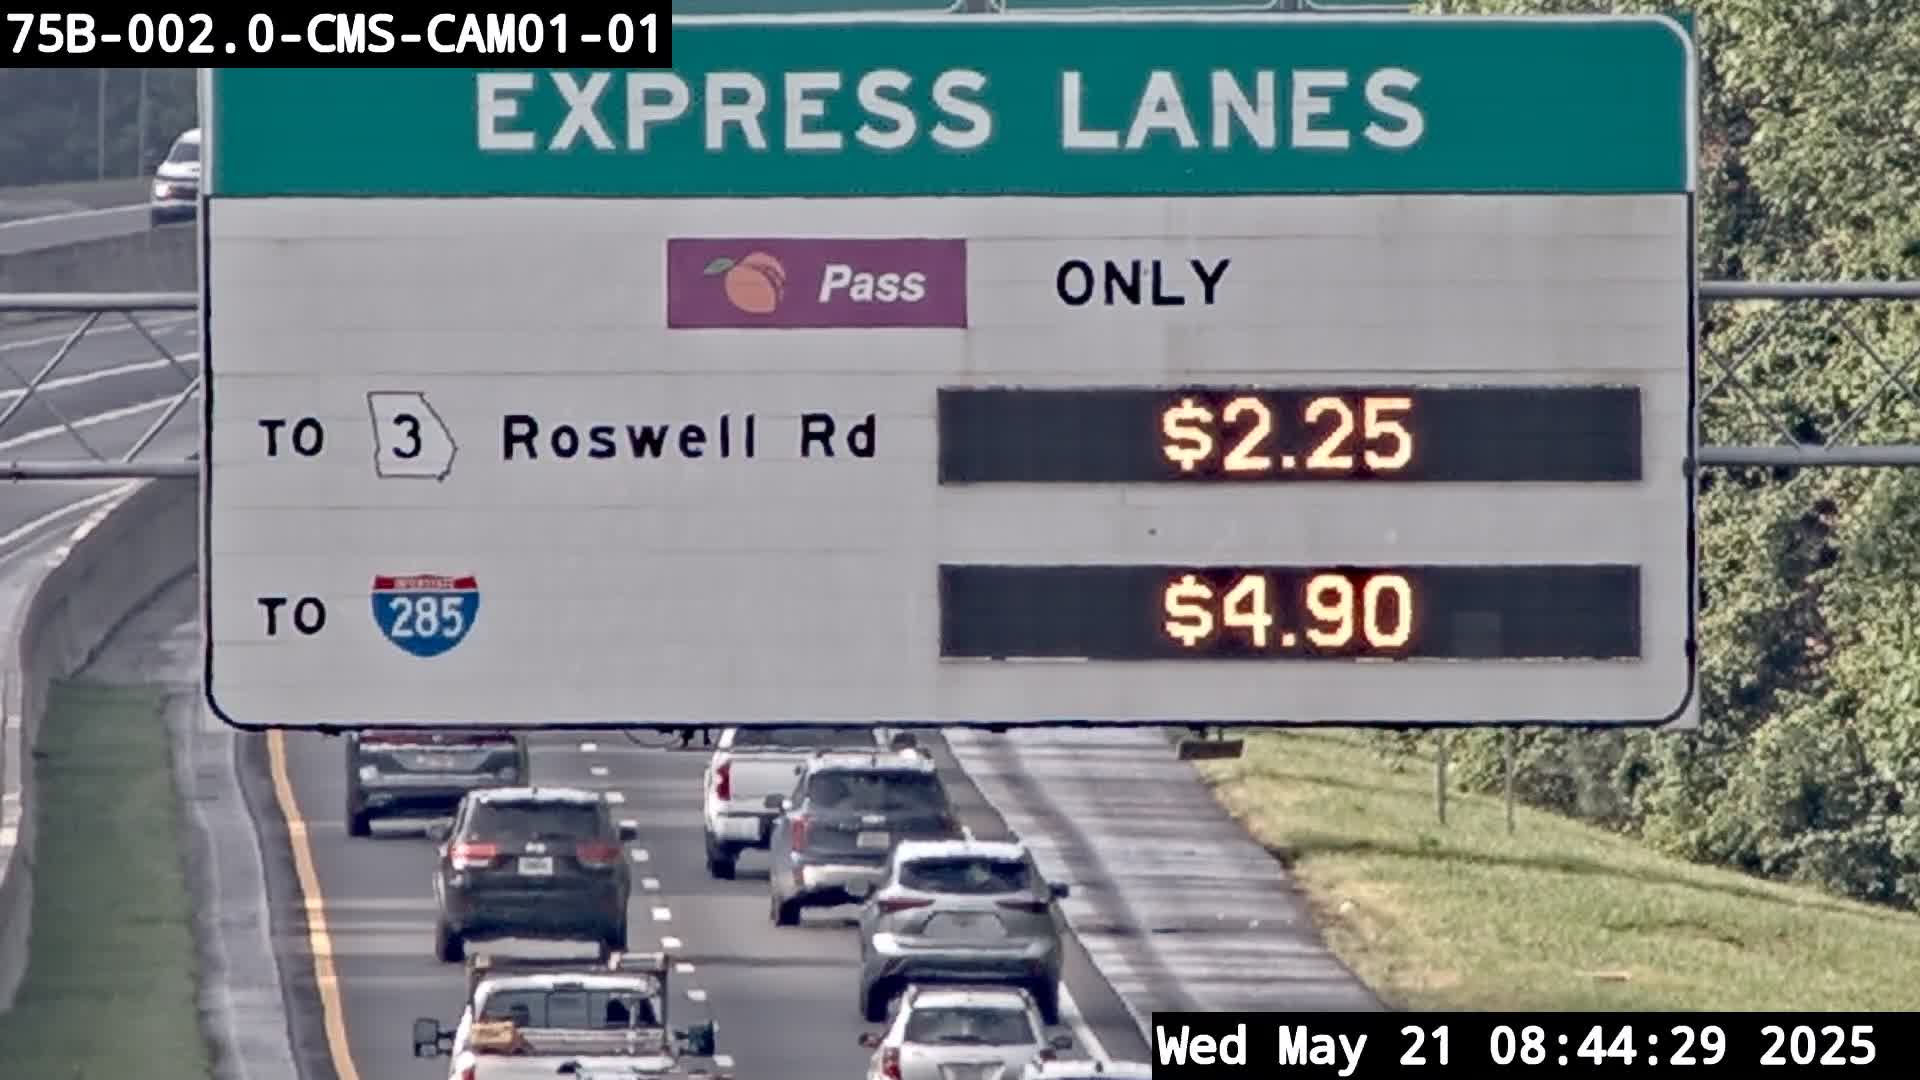 75B-002.0-CMS-CAM01-01
EXPRESS LANES
Pass ONLY
TO 3 Roswell Rd $2.25
INTERSTATE
TO 285 $4.90
Wed May 21 08:44:29 2025